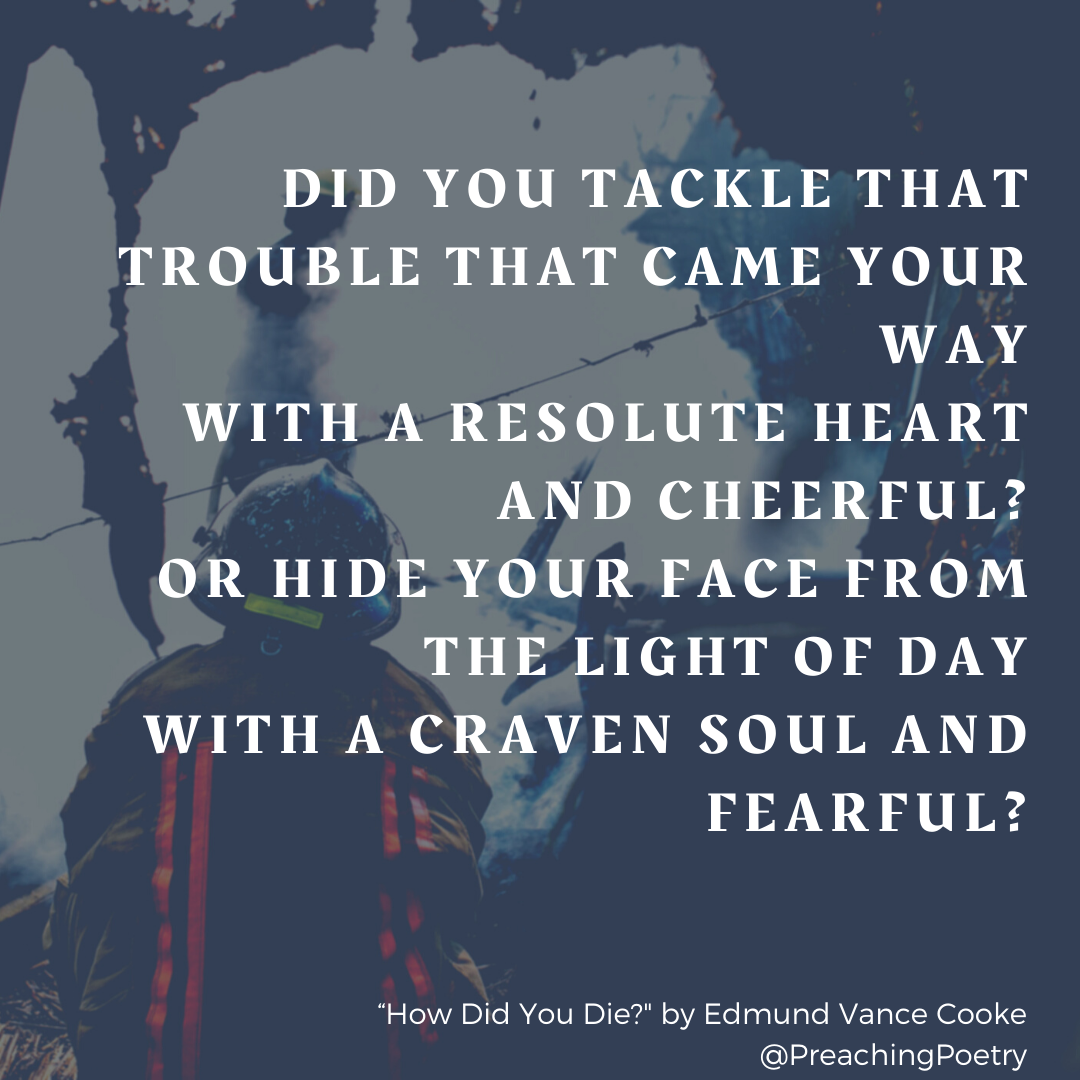 DID YOU TACKLE THAT
TROUBLE THAT CAME YOUR
WAY
WITH A RESOLUTE HEART
AND CHEERFUL?
OR HIDE YOUR FACE FROM
THE LIGHT OF DAY
WITH A CRAVEN SOUL AND
FEARFUL?
“How Did You Die?" by Edmund Vance Cooke
@PreachingPoetry